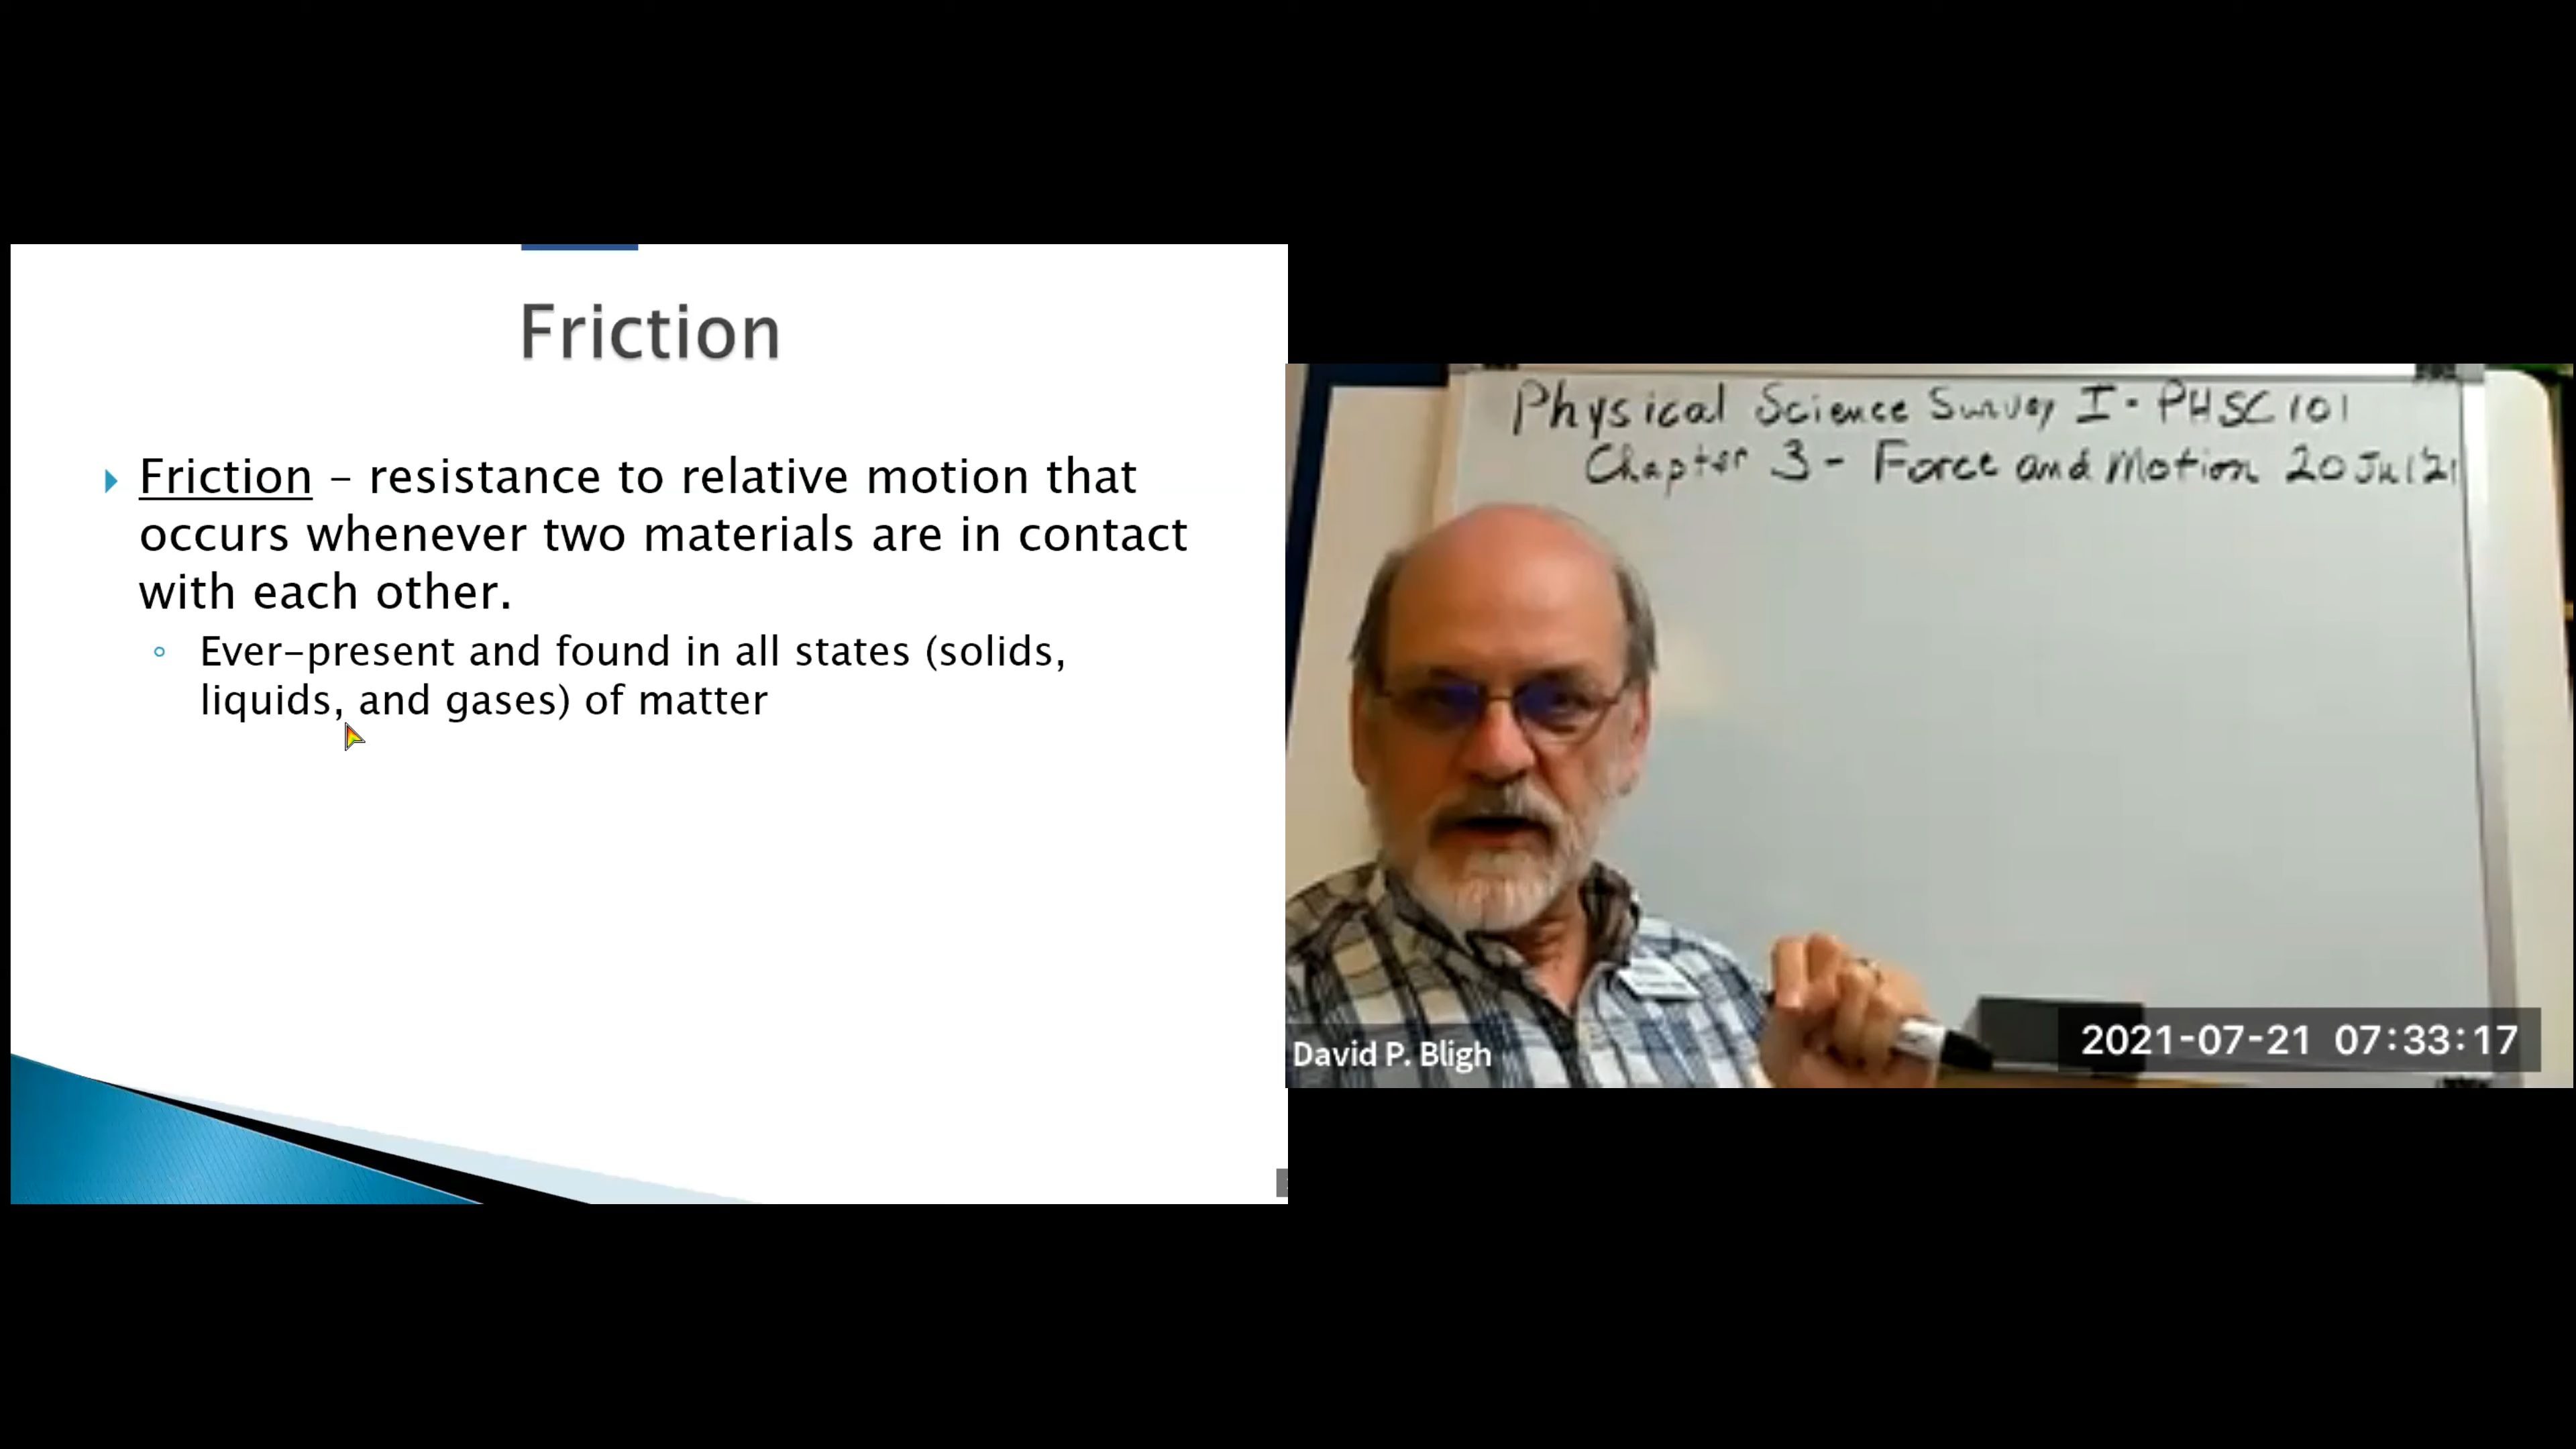 Friction
Friction – resistance to relative motion that
occurs whenever two materials are in contact
with each other.
Ever-present and found in all states (solids,
liquids, and gases) of matter
Physical Science Survey I - PHSC 101
Chapter 3 - Force and Motion 20 Jul 21
David P. Bligh
2021-07-21 07:33:17